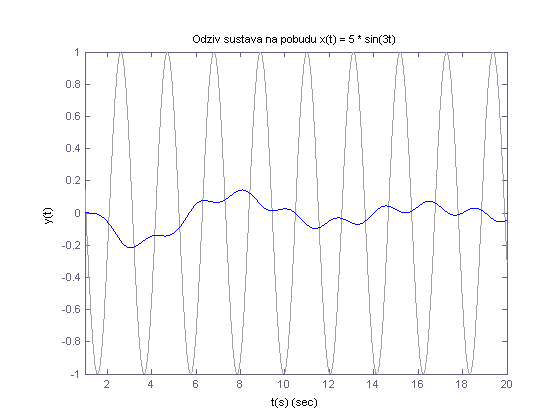 Odziv sustava na pobudu x(t) = 5 * sin(3t)
1
0.8
0.6
0.4
0.2
0
-0.2
-0.4
-0.6
-0.8
-1
y(t)
2 4 6 8 10 12 14 16 18 20
t(s) (sec)